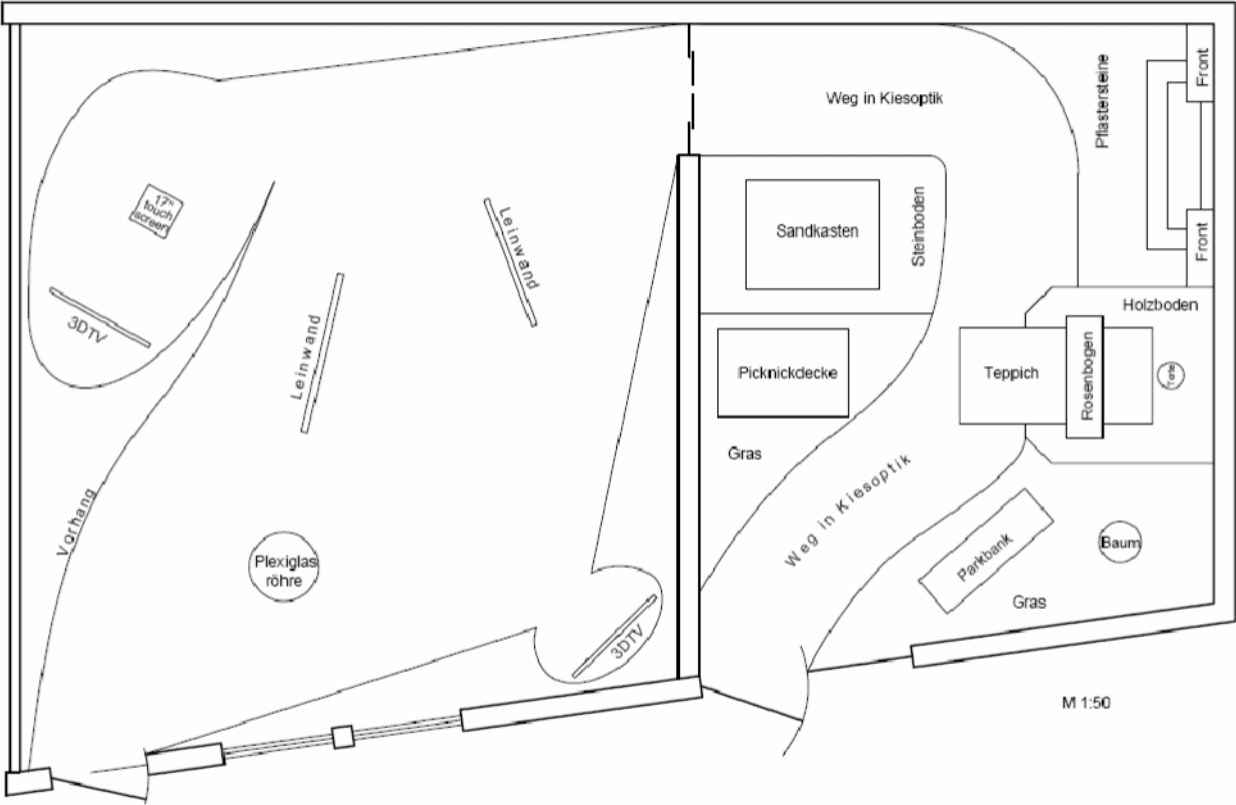 Weg in Kiesoptik
Pflastersteine
Front
17"
touch
screen
Leinwand
Sandkasten
Steinboden
Front
3DTV
Leinwand
Holzboden
Picknickdecke
Teppich
Rosenbogen
Torte
Gras
Vorhang
Weg in Kiesoptik
Plexiglas
röhre
Parkbank
Baum
Gras
3DTV
M 1:50